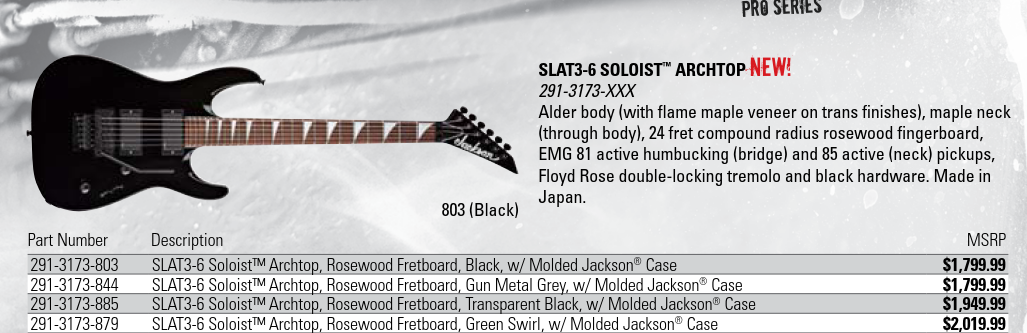 PRO SERIES
SLAT3-6 SOLOIST™ ARCHTOP NEW!
291-3173-XXX
Alder body (with flame maple veneer on trans finishes), maple neck
(through body), 24 fret compound radius rosewood fingerboard,
EMG 81 active humbucking (bridge) and 85 active (neck) pickups,
Floyd Rose double-locking tremolo and black hardware. Made in
Japan.
Jackson
803 (Black)
Part Number Description MSRP
291-3173-803 SLAT3-6 Soloist™ Archtop, Rosewood Fretboard, Black, w/ Molded Jackson® Case $1,799.99
291-3173-844 SLAT3-6 Soloist™ Archtop, Rosewood Fretboard, Gun Metal Grey, w/ Molded Jackson® Case $1,799.99
291-3173-885 SLAT3-6 Soloist™ Archtop, Rosewood Fretboard, Transparent Black, w/ Molded Jackson® Case $1,949.99
291-3173-879 SLAT3-6 Soloist™ Archtop, Rosewood Fretboard, Green Swirl, w/ Molded Jackson® Case $2,019.99